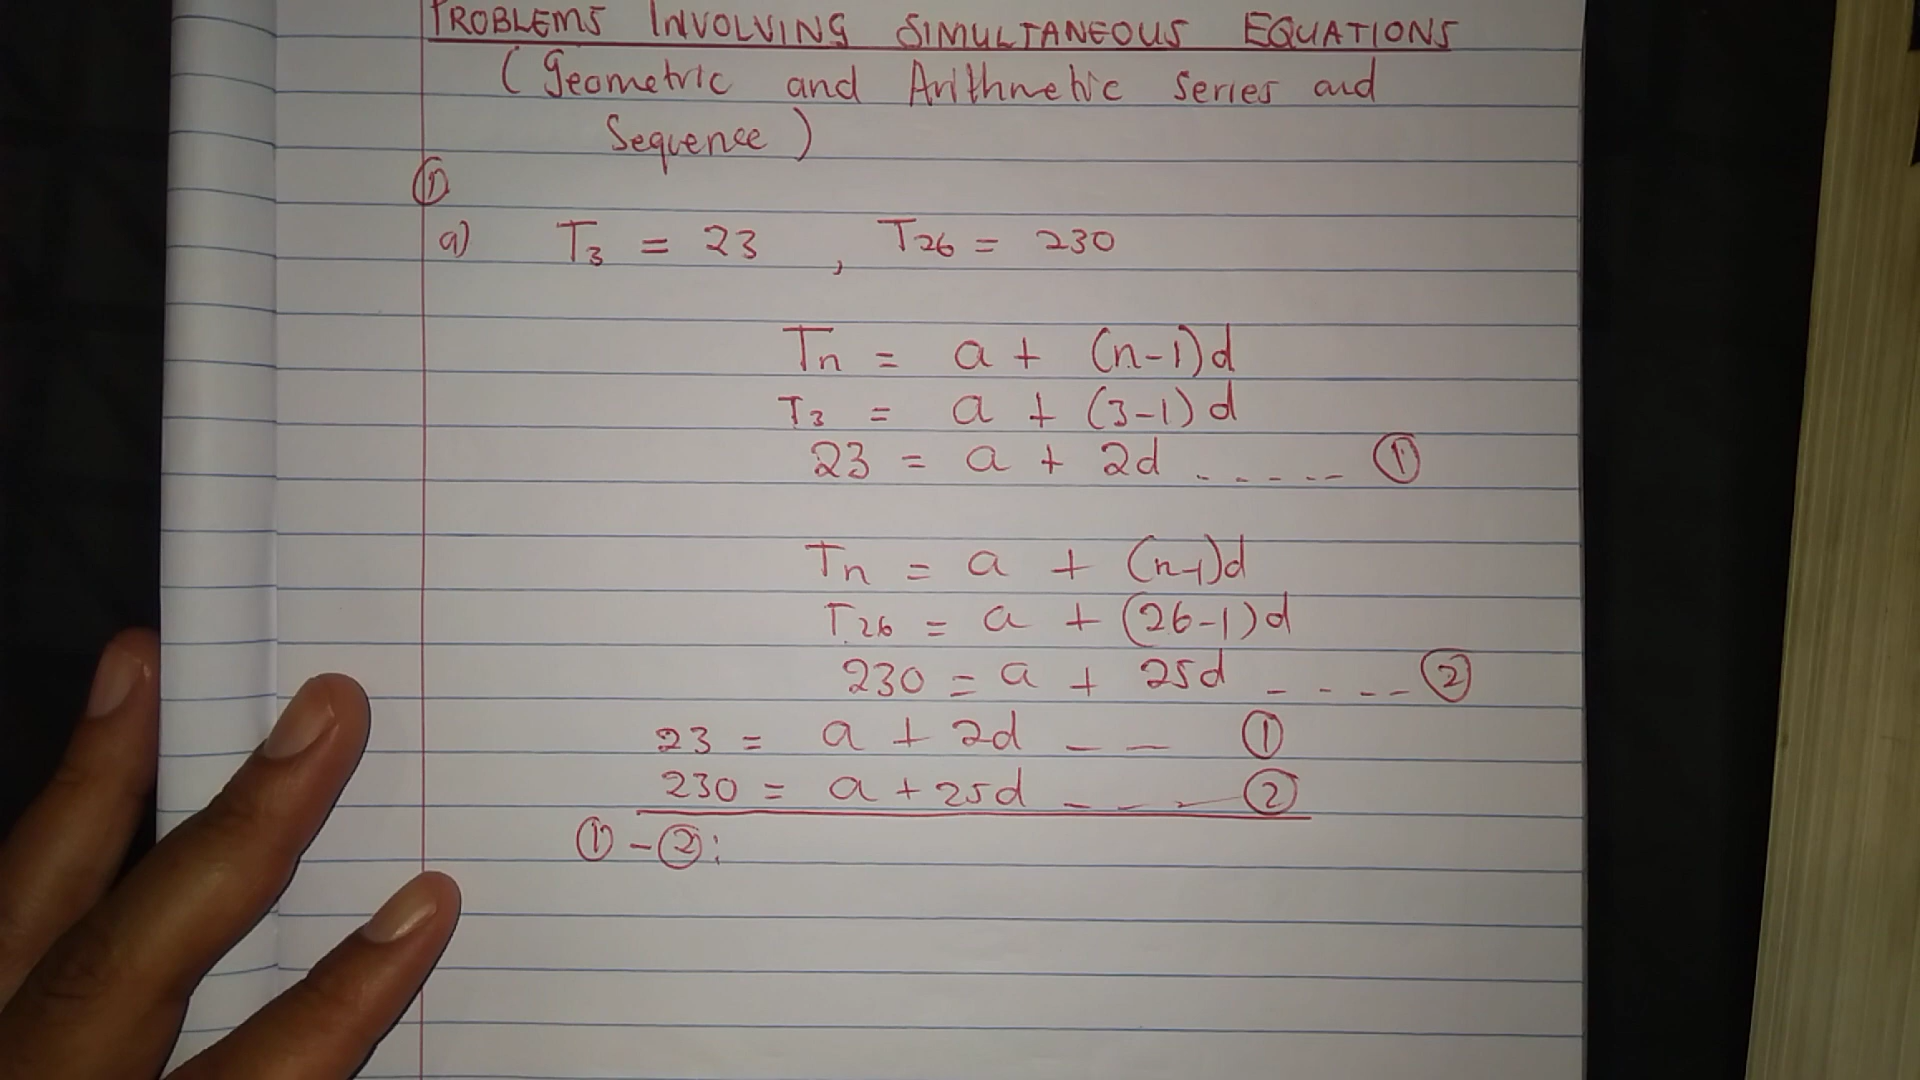 PROBLEMS INVOLVING SIMULTANEOUS EQUATIONS
(Geometric and Arithmetic Series and
Sequence)
①
a) T3 = 23 , T26 = 230
Tn = a + (n-1)d
T3 = a + (3-1)d
23 = a + 2d - - - - - ①
Tn = a + (n-1)d
T26 = a + (26-1)d
230 = a + 25d - - - - ②
23 = a + 2d - - ①
230 = a + 25d - - - ②
① - ②: